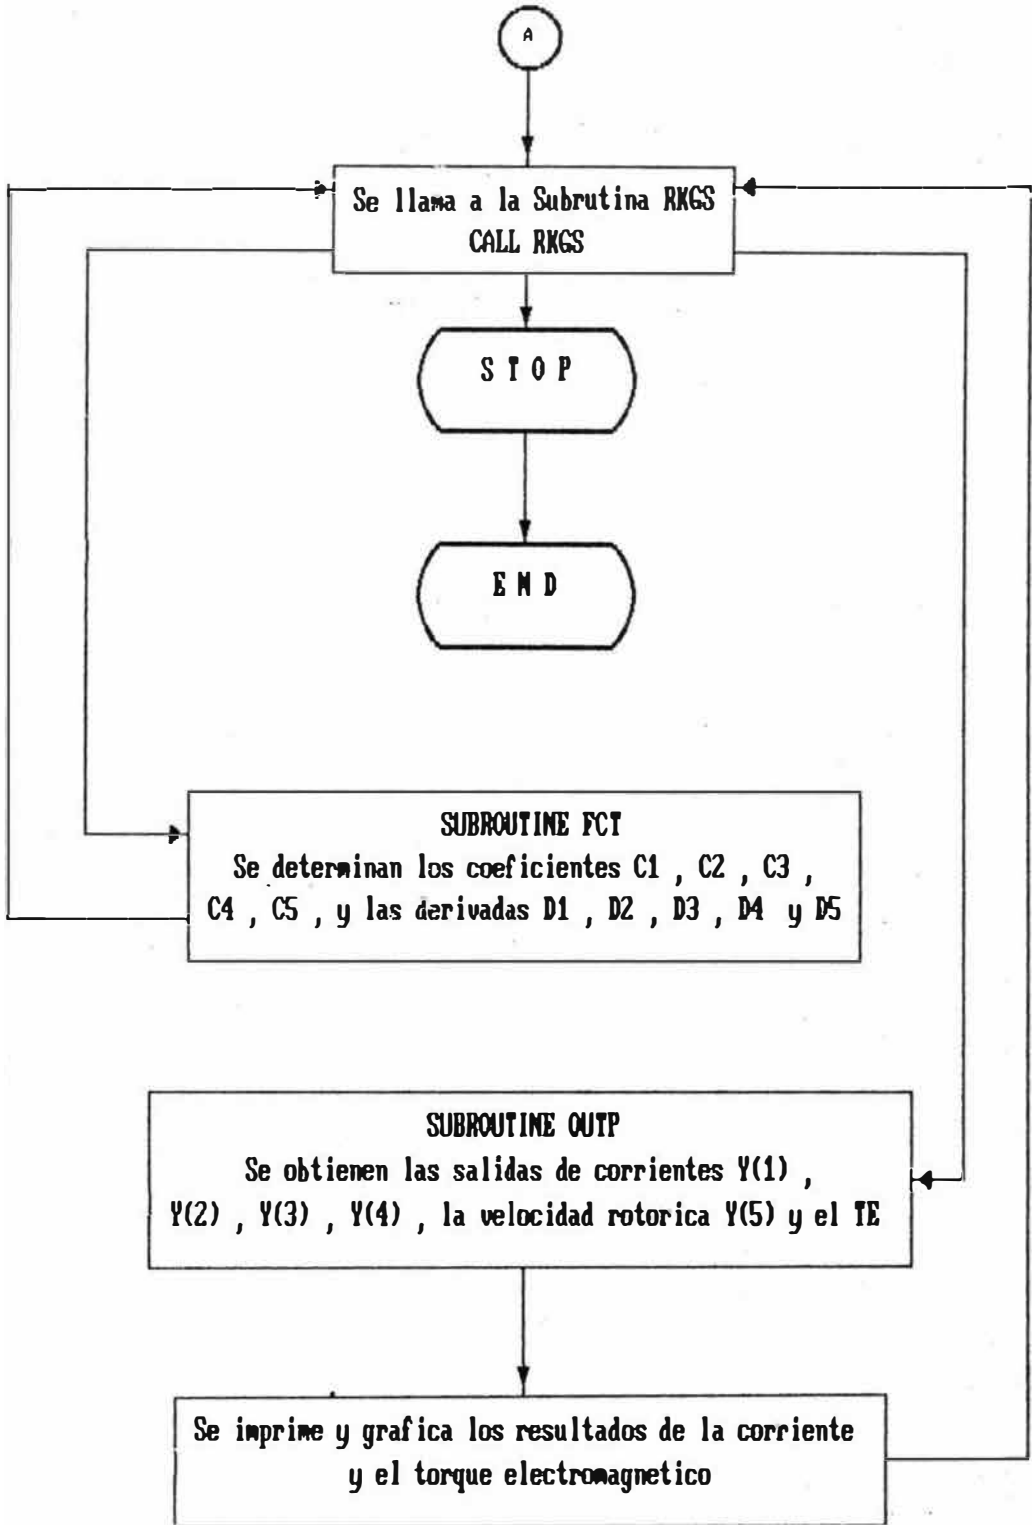 A
Se llama a la Subrutina RKGS
CALL RKGS
S T O P
E N D
SUBROUTINE FCT
Se determinan los coeficientes C1 , C2 , C3 ,
C4 , C5 , y las derivadas D1 , D2 , D3 , D4 y D5
SUBROUTINE OUTP
Se obtienen las salidas de corrientes Y(1) ,
Y(2) , Y(3) , Y(4) , la velocidad rotorica Y(5) y el TE
Se imprime y grafica los resultados de la corriente
y el torque electromagnetico